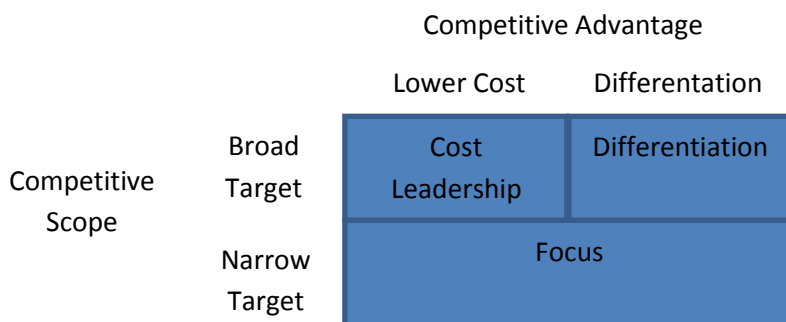 Competitive Advantage
Lower Cost
Differentation
Broad
Target
Cost
Leadership
Differentiation
Competitive
Scope
Narrow
Target
Focus